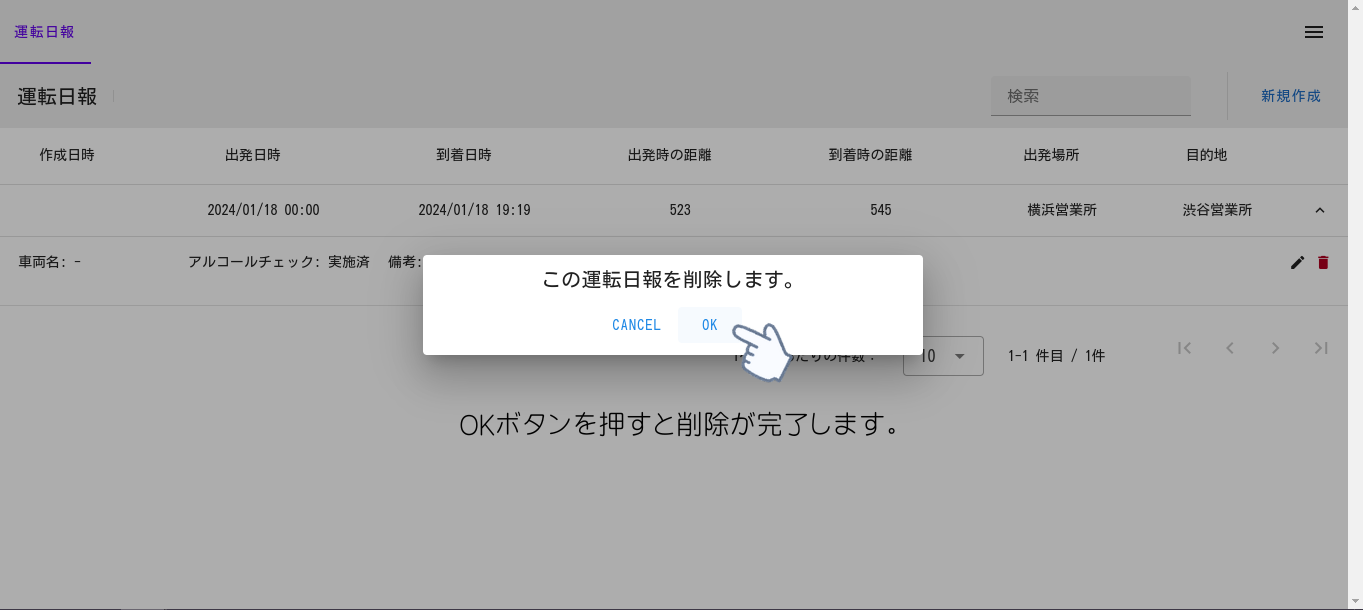 運転日報
運転日報
検索
新規作成
作成日時 出発日時 到着日時 出発時の距離 到着時の距離 出発場所 目的地
2024/01/18 00:00 2024/01/18 19:19 523 545 横浜営業所 渋谷営業所
車両名: - アルコールチェック: 実施済 備考:
この運転日報を削除します。
CANCEL OK
たりの件数: 10 1-1 件目 / 1件
OKボタンを押すと削除が完了します。